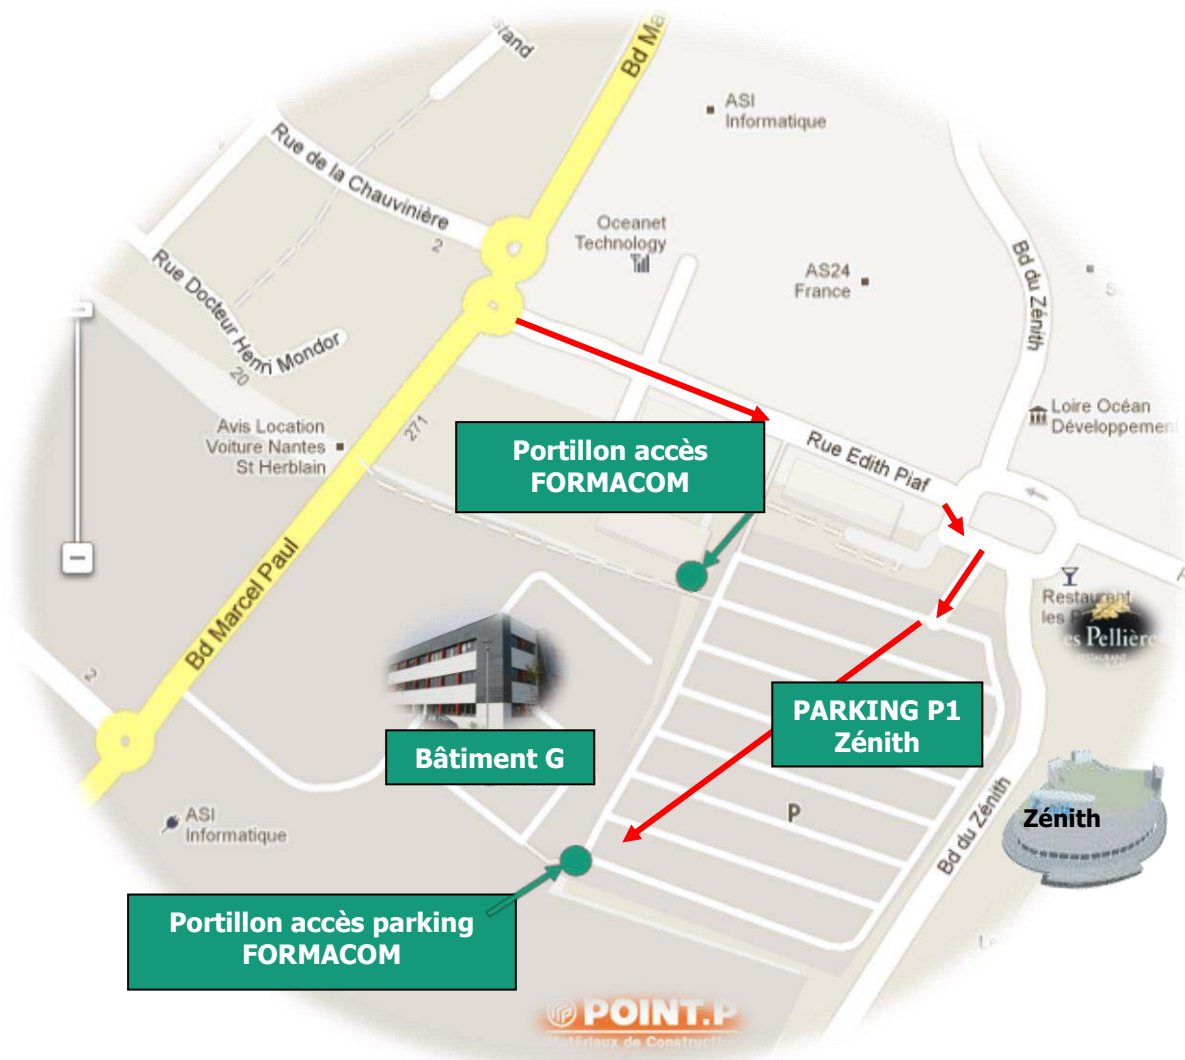 Bd Ma
Rue de la Chauvinière
2
ASI
Informatique
Oceanet
Technology
AS24
France
Bd du Zénith
Rue Docteur Henri Mondor
20
271
Avis Location
Voiture Nantes
St Herblain
Loire Océan
Développement
Portillon accès
FORMACOM
Rue Edith Piaf
Bd Marcel Paul
2
Restaurant
les
es Pellières
RESTAURANT
PARKING P1
Zénith
Bâtiment G
P
Bd du Zénith
Zénith
ASI
Informatique
Portillon accès parking
FORMACOM
Le
POINT.P
Matériaux de Construction